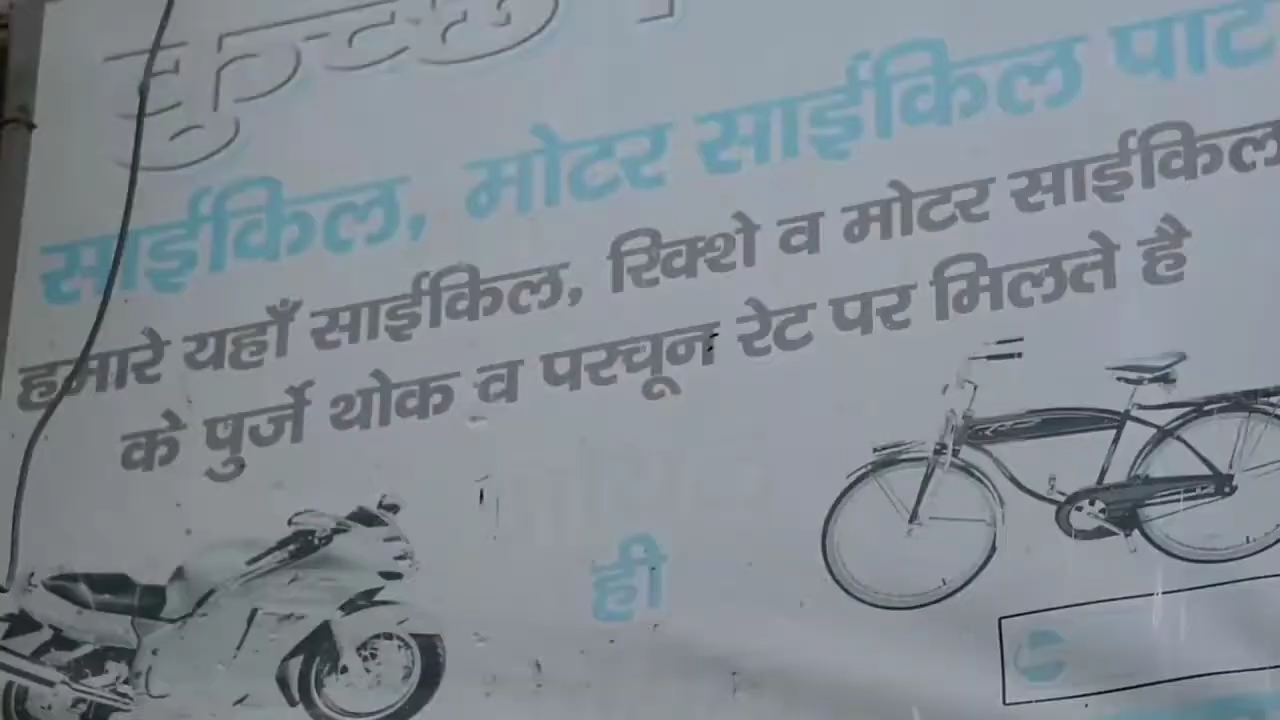 साईकिल, मोटर साईकिल पार्ट
हमारे यहाँ साईकिल, रिक्शे व मोटर साईकिल
के पुर्जे थोक व परचून रेट पर मिलते है
ही